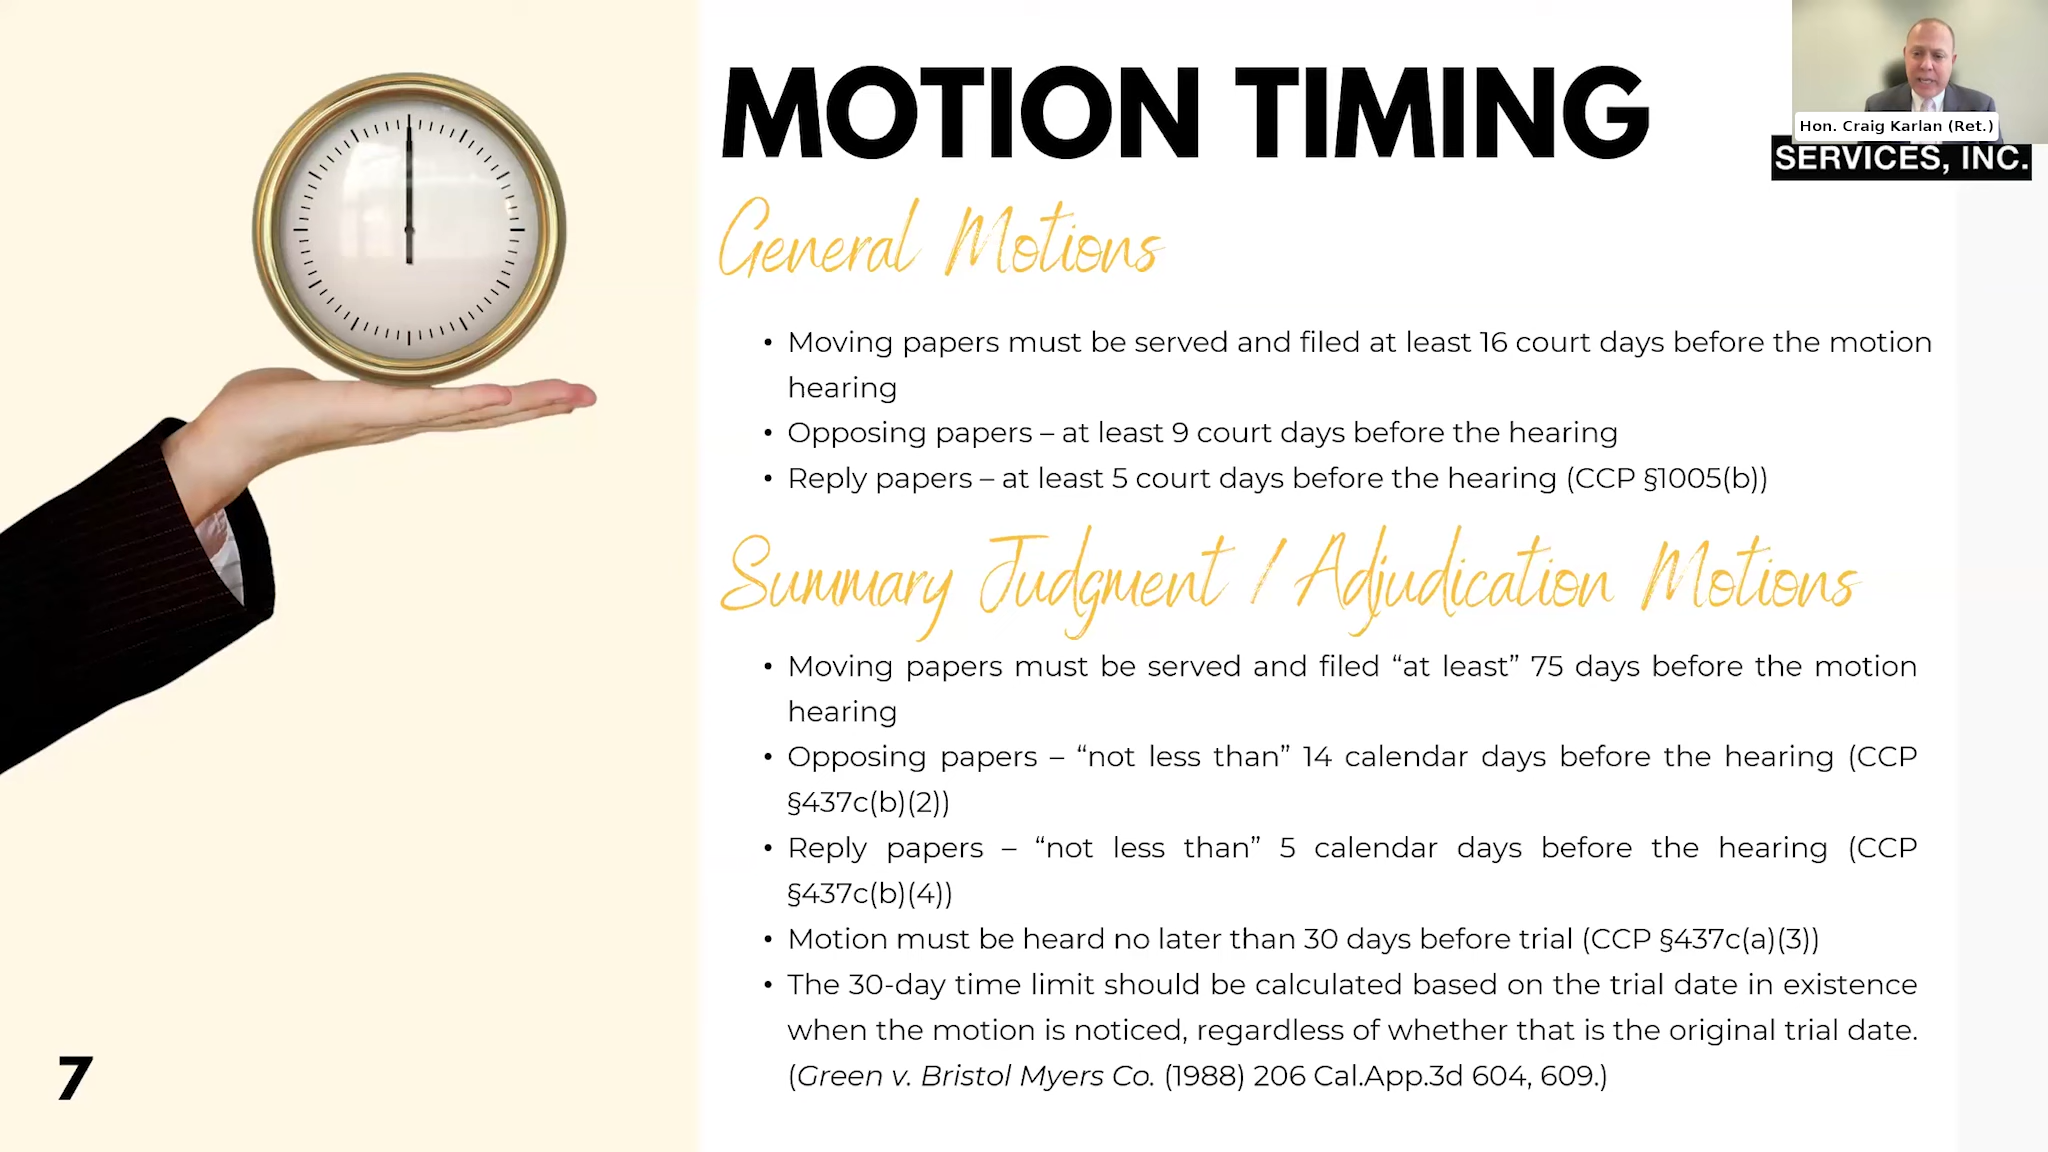 MOTION TIMING
Hon. Craig Karlan (Ret.)
SERVICES, INC.
General Motions
• Moving papers must be served and filed at least 16 court days before the motion
hearing
• Opposing papers – at least 9 court days before the hearing
• Reply papers – at least 5 court days before the hearing (CCP §1005(b))
Summary Judgment / Adjudication Motions
• Moving papers must be served and filed “at least” 75 days before the motion
hearing
• Opposing papers – “not less than” 14 calendar days before the hearing (CCP
§437c(b)(2))
• Reply papers – “not less than” 5 calendar days before the hearing (CCP
§437c(b)(4))
• Motion must be heard no later than 30 days before trial (CCP §437c(a)(3))
• The 30-day time limit should be calculated based on the trial date in existence
when the motion is noticed, regardless of whether that is the original trial date.
(Green v. Bristol Myers Co. (1988) 206 Cal.App.3d 604, 609.)
7